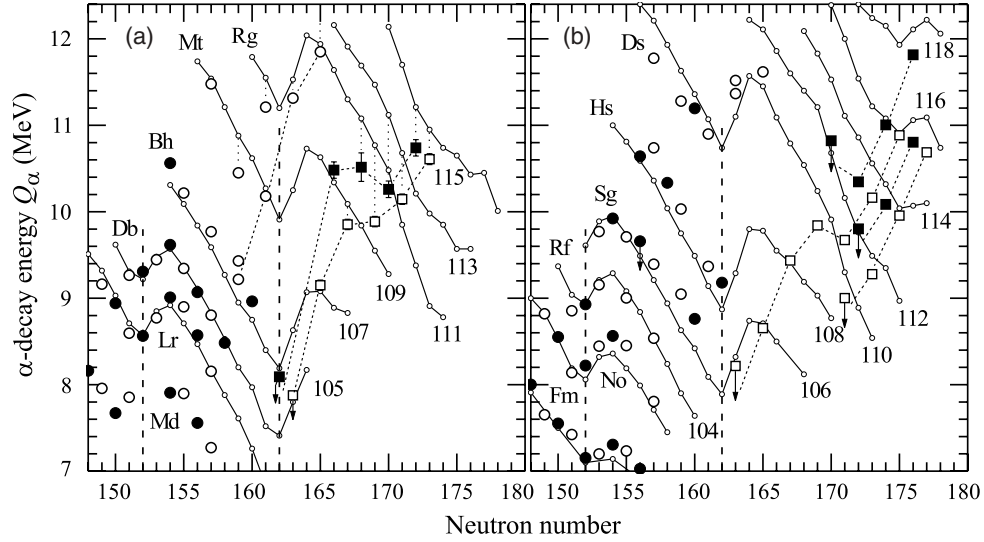 α-decay energy Qα (MeV)
12
11
10
9
8
7
(a)
Mt
Rg
Bh
Db
Lr
Md
115
113
111
109
107
105
150 155 160 165 170 175 180
(b)
Ds
Hs
Sg
Rf
No
Fm
118
116
114
112
110
108
106
104
150 155 160 165 170 175 180
Neutron number